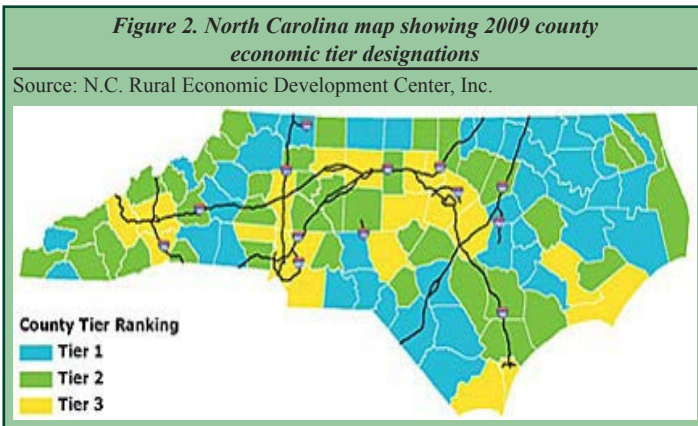 Figure 2. North Carolina map showing 2009 county
economic tier designations
Source: N.C. Rural Economic Development Center, Inc.
County Tier Ranking
Tier 1
Tier 2
Tier 3